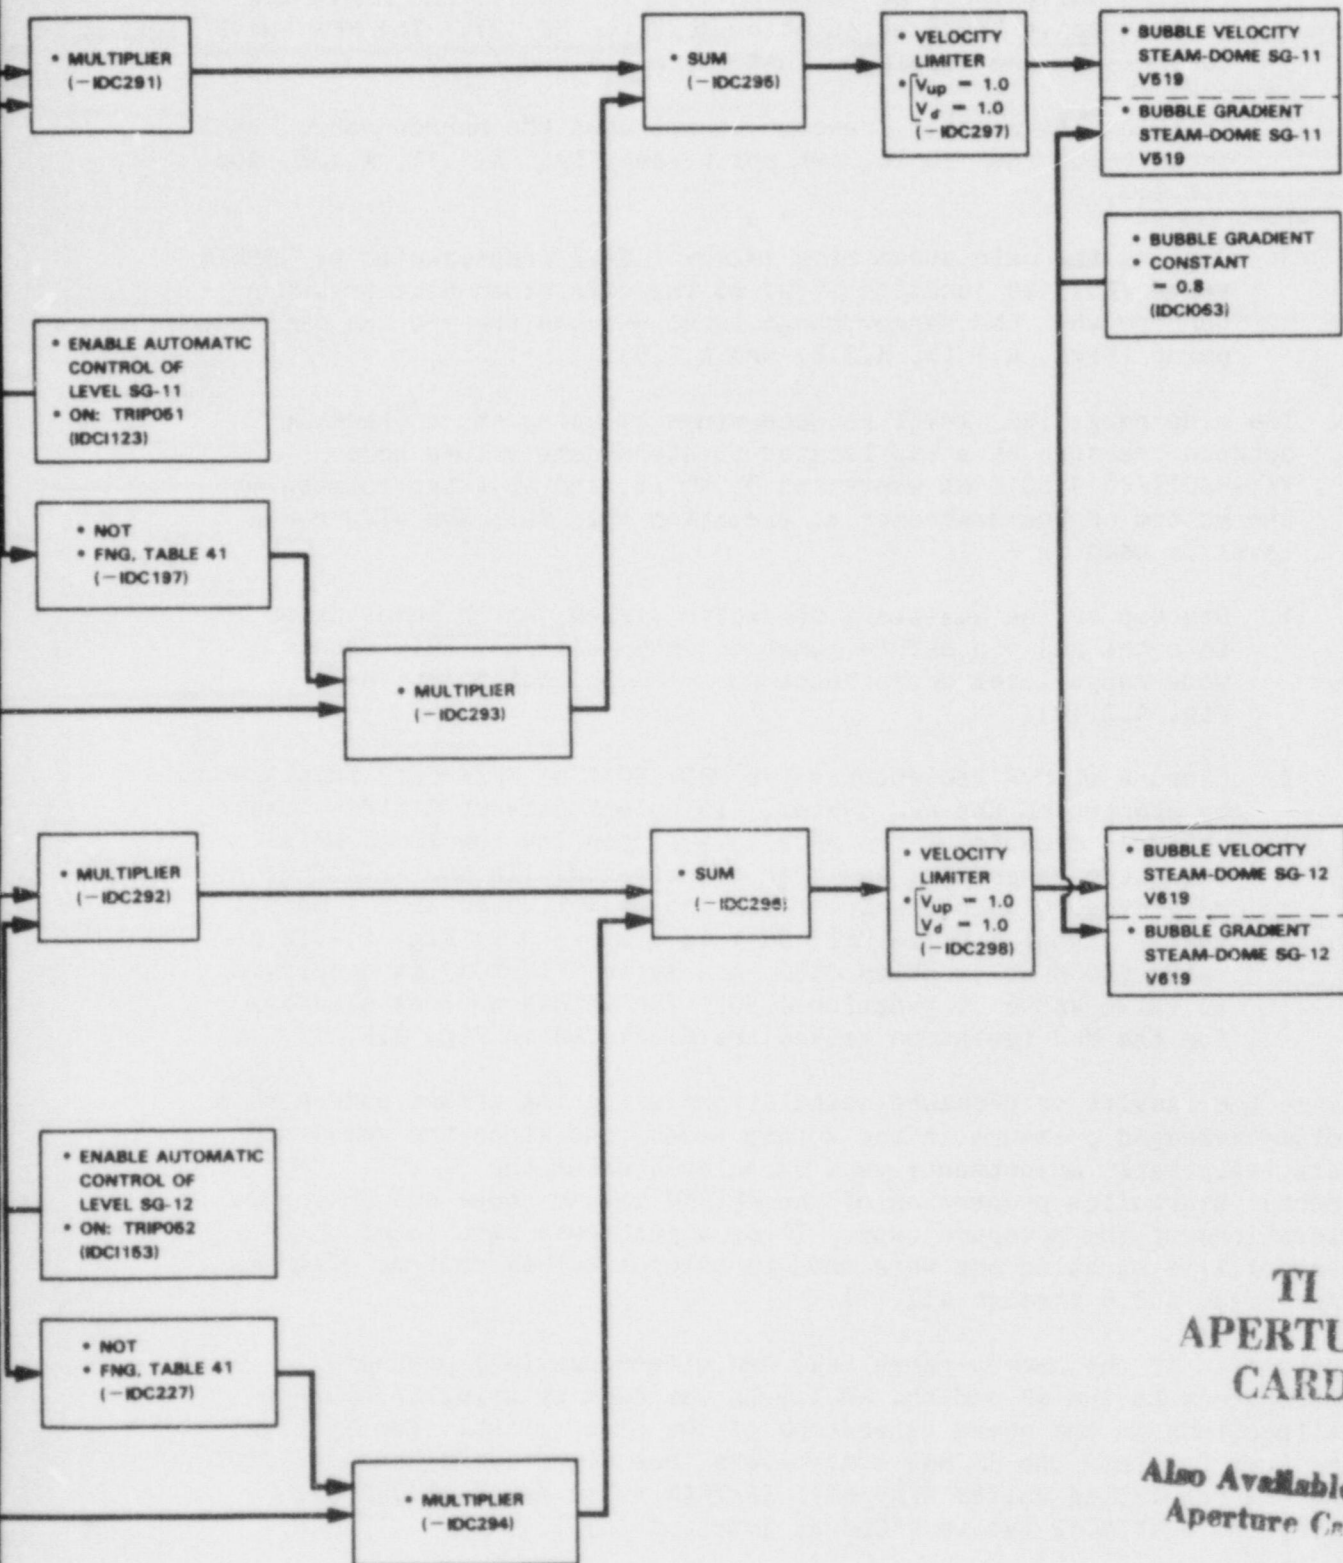 • MULTIPLIER
(−IDC291)
• SUM
(−IDC295)
• VELOCITY
LIMITER
• Vup = 1.0
Vd = 1.0
(−IDC297)
• BUBBLE VELOCITY
STEAM-DOME SG-11
V519
• BUBBLE GRADIENT
STEAM-DOME SG-11
V519
• BUBBLE GRADIENT
• CONSTANT
= 0.8
(IDCI053)
• ENABLE AUTOMATIC
CONTROL OF
LEVEL SG-11
• ON: TRIP051
(IDCI123)
• NOT
• FNG. TABLE 41
(−IDC197)
• MULTIPLIER
(−IDC293)
• MULTIPLIER
(−IDC292)
• SUM
(−IDC296)
• VELOCITY
LIMITER
• Vup = 1.0
Vd = 1.0
(−IDC298)
• BUBBLE VELOCITY
STEAM-DOME SG-12
V619
• BUBBLE GRADIENT
STEAM-DOME SG-12
V619
• ENABLE AUTOMATIC
CONTROL OF
LEVEL SG-12
• ON: TRIP052
(IDCI153)
• NOT
• FNG. TABLE 41
(−IDC227)
• MULTIPLIER
(−IDC294)
TI
APERTU
CARD
Also Available
Aperture Ca